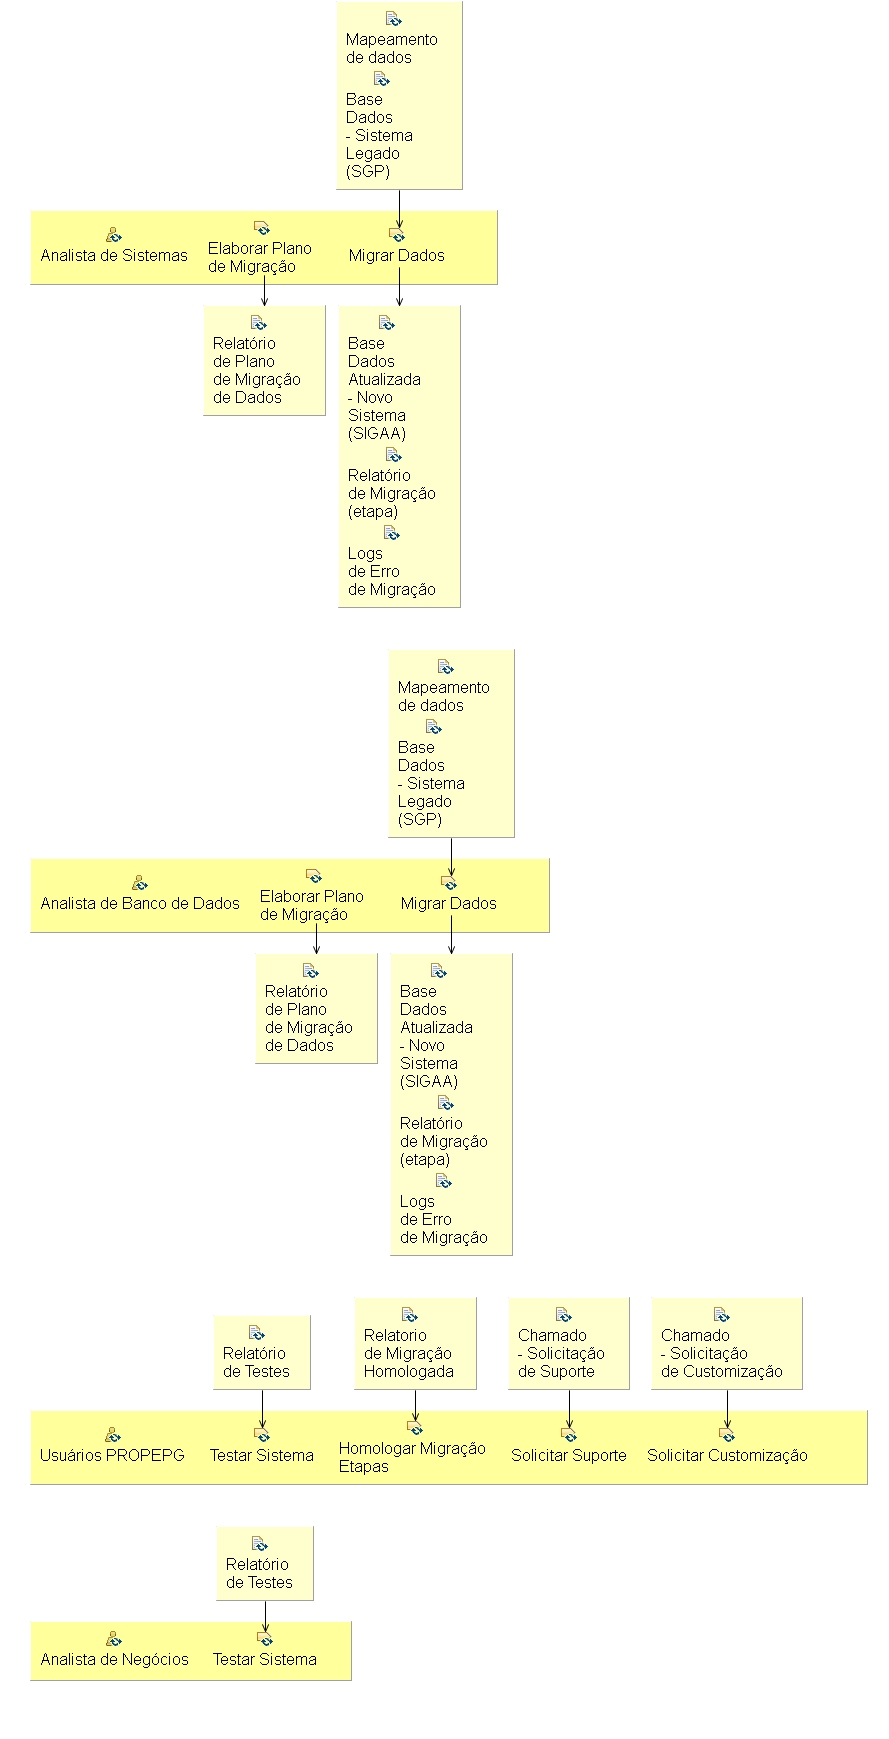 Mapeamento
de dados
Base
Dados
- Sistema
Legado
(SGP)
Analista de Sistemas
Elaborar Plano
de Migração
Migrar Dados
Relatório
de Plano
de Migração
de Dados
Base
Dados
Atualizada
- Novo
Sistema
(SIGAA)
Relatório
de Migração
(etapa)
Logs
de Erro
de Migração
Mapeamento
de dados
Base
Dados
- Sistema
Legado
(SGP)
Analista de Banco de Dados
Elaborar Plano
de Migração
Migrar Dados
Relatório
de Plano
de Migração
de Dados
Base
Dados
Atualizada
- Novo
Sistema
(SIGAA)
Relatório
de Migração
(etapa)
Logs
de Erro
de Migração
Relatório
de Testes
Relatorio
de Migração
Homologada
Chamado
- Solicitação
de Suporte
Chamado
- Solicitação
de Customização
Usuários PROPEPG
Testar Sistema
Homologar Migração
Etapas
Solicitar Suporte
Solicitar Customização
Relatório
de Testes
Analista de Negócios
Testar Sistema